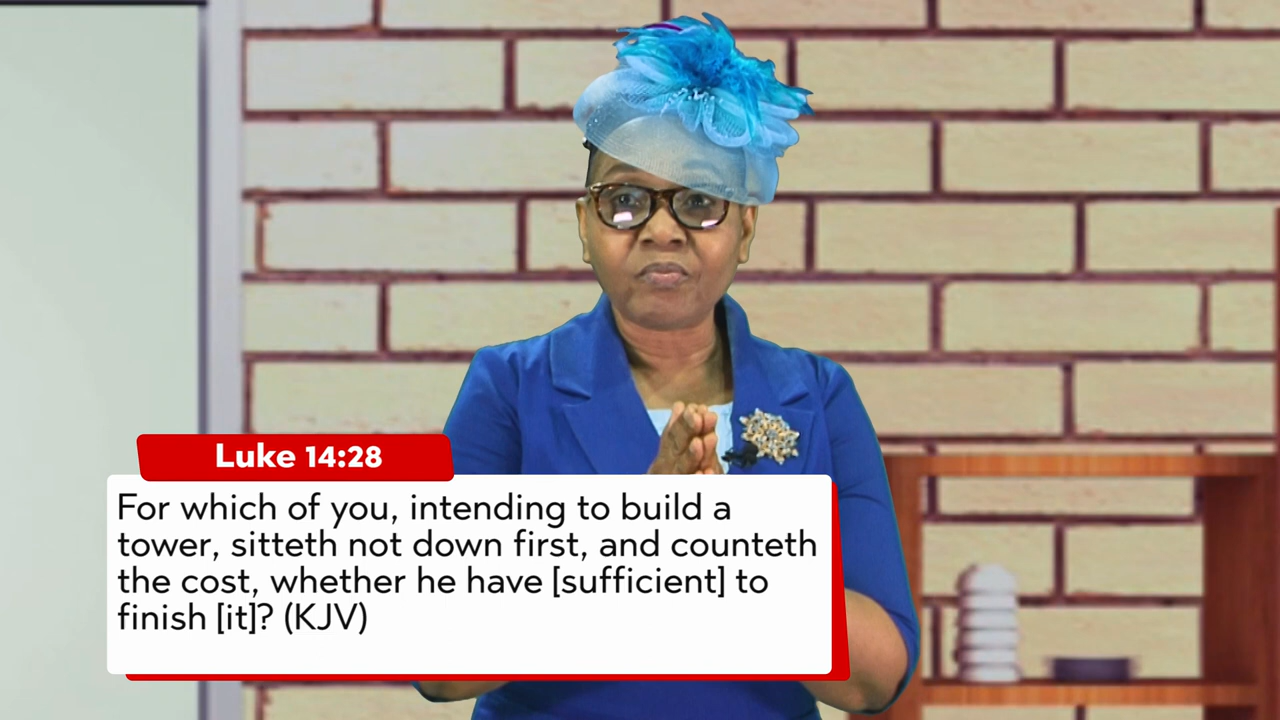 Luke 14:28
For which of you, intending to build a
tower, sitteth not down first, and counteth
the cost, whether he have [sufficient] to
finish [it]? (KJV)